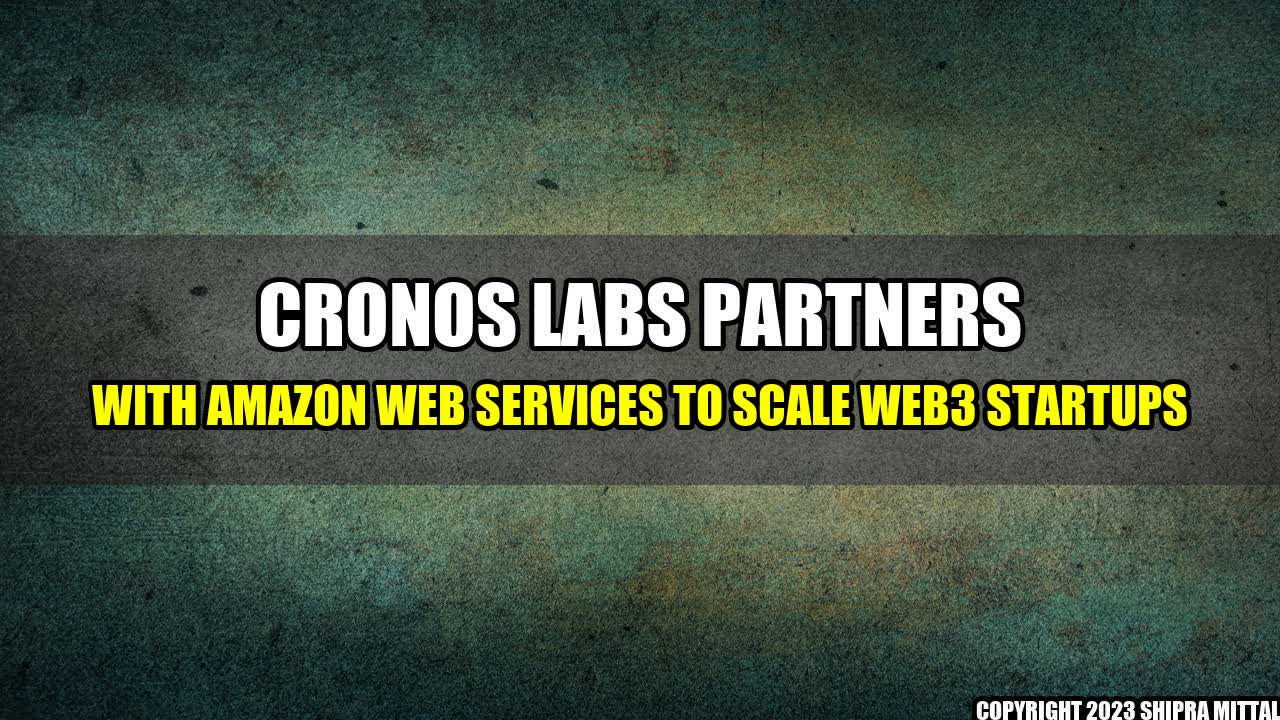 CRONOS LABS PARTNERS
WITH AMAZON WEB SERVICES TO SCALE WEB3 STARTUPS
COPYRIGHT 2023 SHIPRA MITTAL